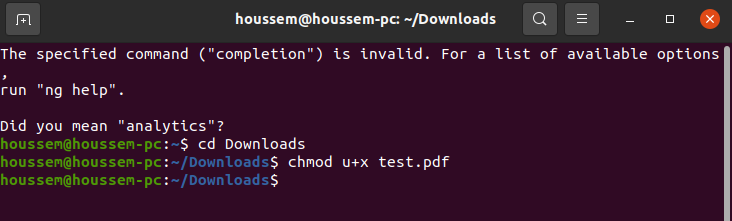 houssem@houssem-pc: ~/Downloads
The specified command ("completion") is invalid. For a list of available options
,
run "ng help".
Did you mean "analytics"?
houssem@houssem-pc:~$ cd Downloads
houssem@houssem-pc:~/Downloads$ chmod u+x test.pdf
houssem@houssem-pc:~/Downloads$